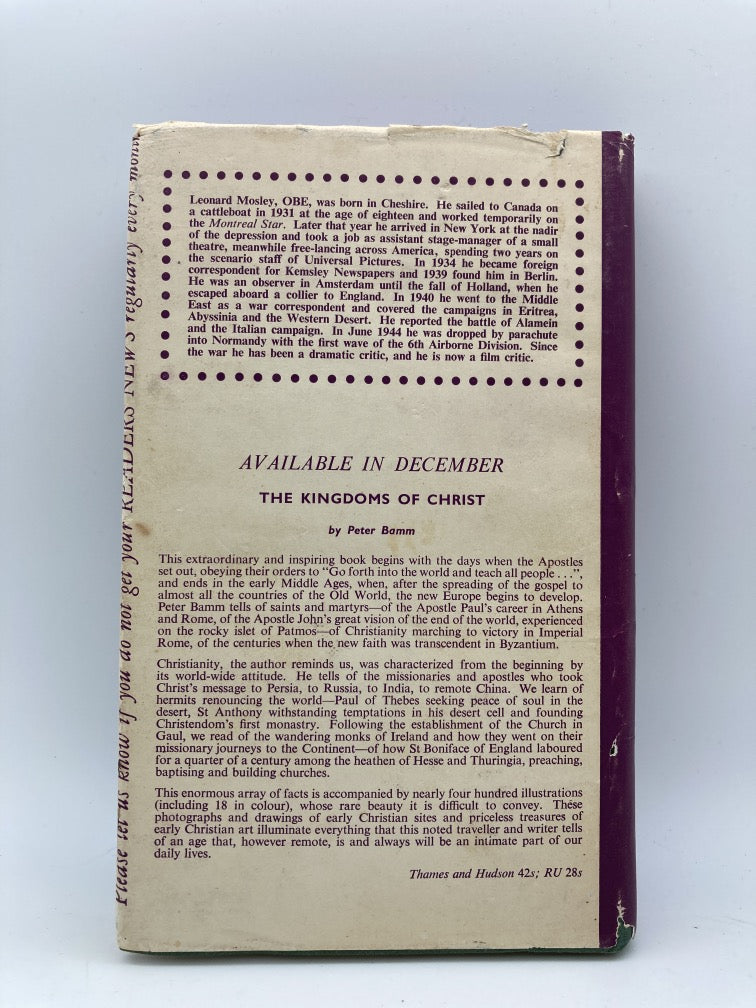 Leonard Mosley, OBE, was born in Cheshire. He sailed to Canada on
a cattleboat in 1931 at the age of eighteen and worked temporarily on
the Montreal Star. Later that year he arrived in New York at the nadir
of the depression and took a job as assistant stage-manager of a small
theatre, meanwhile free-lancing across America, spending two years on
the scenario staff of Universal Pictures. In 1934 he became foreign
correspondent for Kemsley Newspapers and 1939 found him in Berlin.
He was an observer in Amsterdam until the fall of Holland, when he
escaped aboard a collier to England. In 1940 he went to the Middle
East as a war correspondent and covered the campaigns in Eritrea,
Abyssinia and the Western Desert. He reported the battle of Alamein
and the Italian campaign. In June 1944 he was dropped by parachute
into Normandy with the first wave of the 6th Airborne Division. Since
the war he has been a dramatic critic, and he is now a film critic.
AVAILABLE IN DECEMBER
THE KINGDOMS OF CHRIST
by Peter Bamm
This extraordinary and inspiring book begins with the days when the Apostles
set out, obeying their orders to "Go forth into the world and teach all people . . .",
and ends in the early Middle Ages, when, after the spreading of the gospel to
almost all the countries of the Old World, the new Europe begins to develop.
Peter Bamm tells of saints and martyrs—of the Apostle Paul's career in Athens
and Rome, of the Apostle John's great vision of the end of the world, experienced
on the rocky islet of Patmos—of Christianity marching to victory in Imperial
Rome, of the centuries when the new faith was transcendent in Byzantium.
Christianity, the author reminds us, was characterized from the beginning by
its world-wide attitude. He tells of the missionaries and apostles who took
Christ's message to Persia, to Russia, to India, to remote China. We learn of
hermits renouncing the world—Paul of Thebes seeking peace of soul in the
desert, St Anthony withstanding temptations in his desert cell and founding
Christendom's first monastry. Following the establishment of the Church in
Gaul, we read of the wandering monks of Ireland and how they went on their
missionary journeys to the Continent—of how St Boniface of England laboured
for a quarter of a century among the heathen of Hesse and Thuringia, preaching,
baptising and building churches.
This enormous array of facts is accompanied by nearly four hundred illustrations
(including 18 in colour), whose rare beauty it is difficult to convey. These
photographs and drawings of early Christian sites and priceless treasures of
early Christian art illuminate everything that this noted traveller and writer tells
of an age that, however remote, is and always will be an intimate part of our
daily lives.
Thames and Hudson 42s; RU 28s
Please let us know if you do not get your READERS NEWS regularly every month